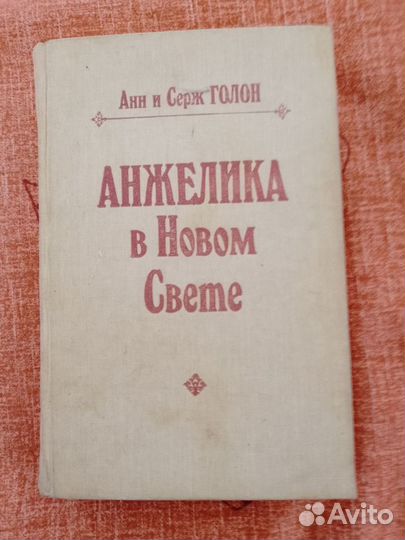 Анн и Серж ГОЛОН
АНЖЕЛИКА
в Новом
Свете
Avito